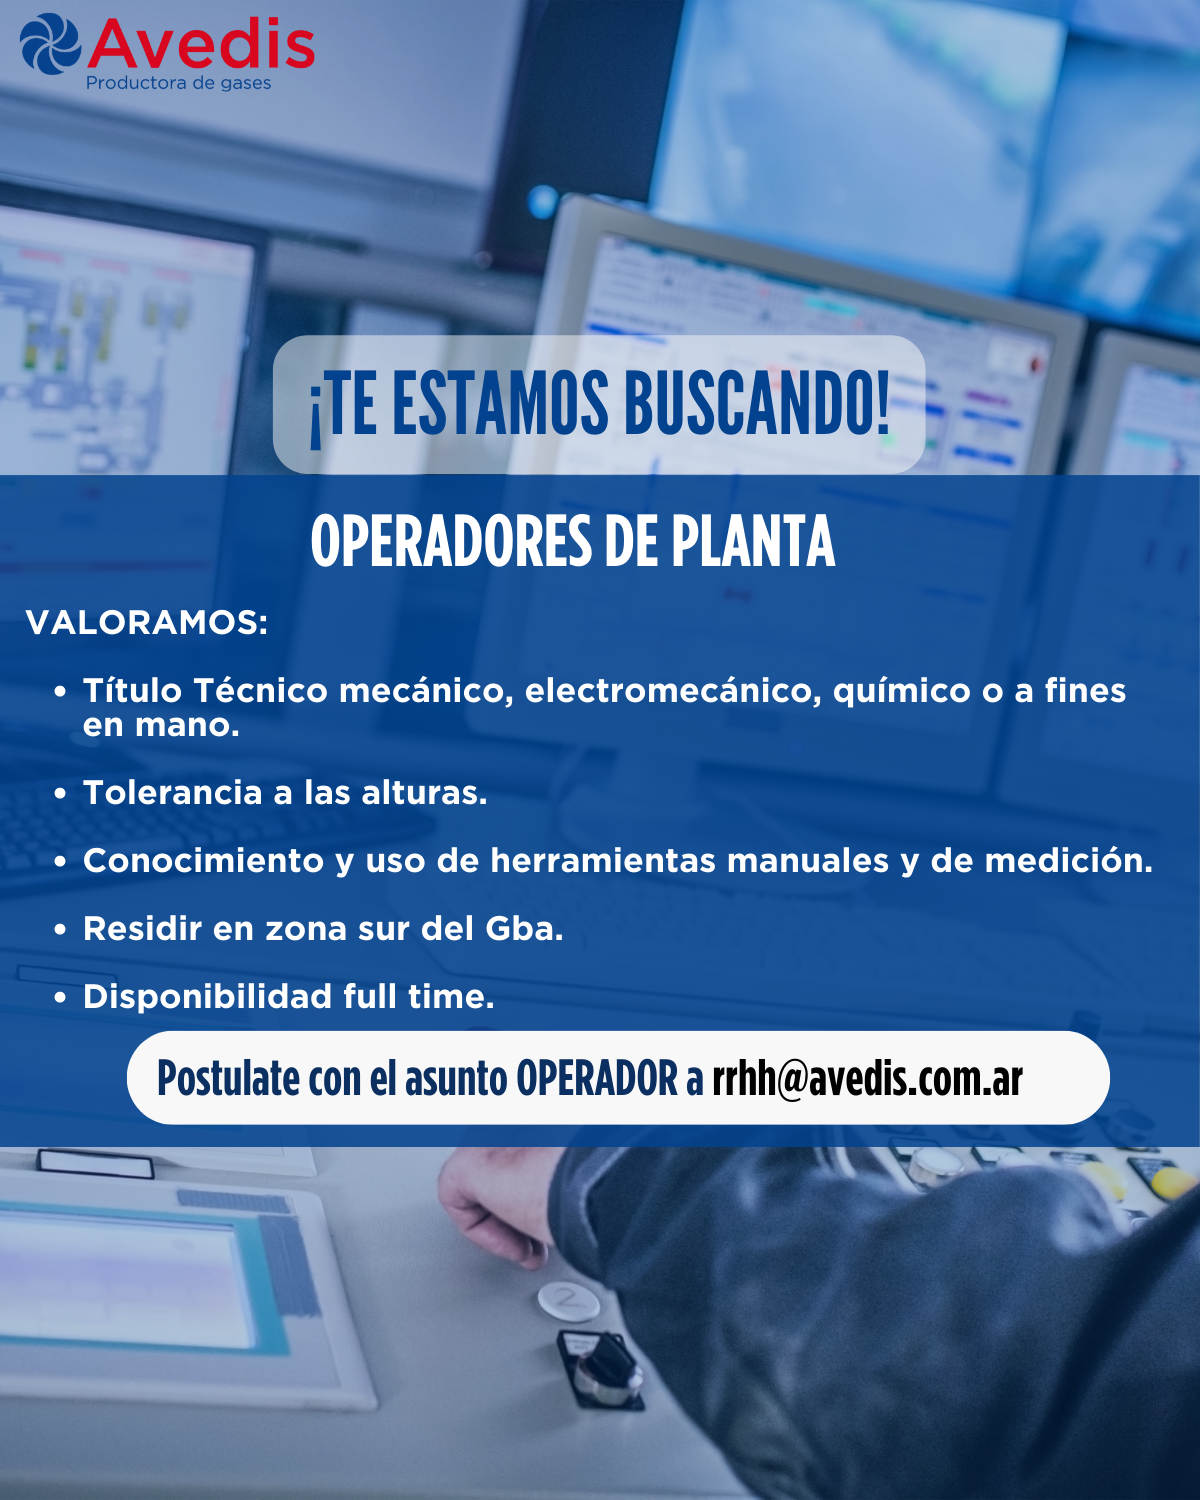 Avedis
Productora de gases
¡TE ESTAMOS BUSCANDO!
OPERADORES DE PLANTA
VALORAMOS:
• Título Técnico mecánico, electromecánico, químico o a fines
en mano.
• Tolerancia a las alturas.
• Conocimiento y uso de herramientas manuales y de medición.
• Residir en zona sur del Gba.
• Disponibilidad full time.
Postulate con el asunto OPERADOR a rrhh@avedis.com.ar
2